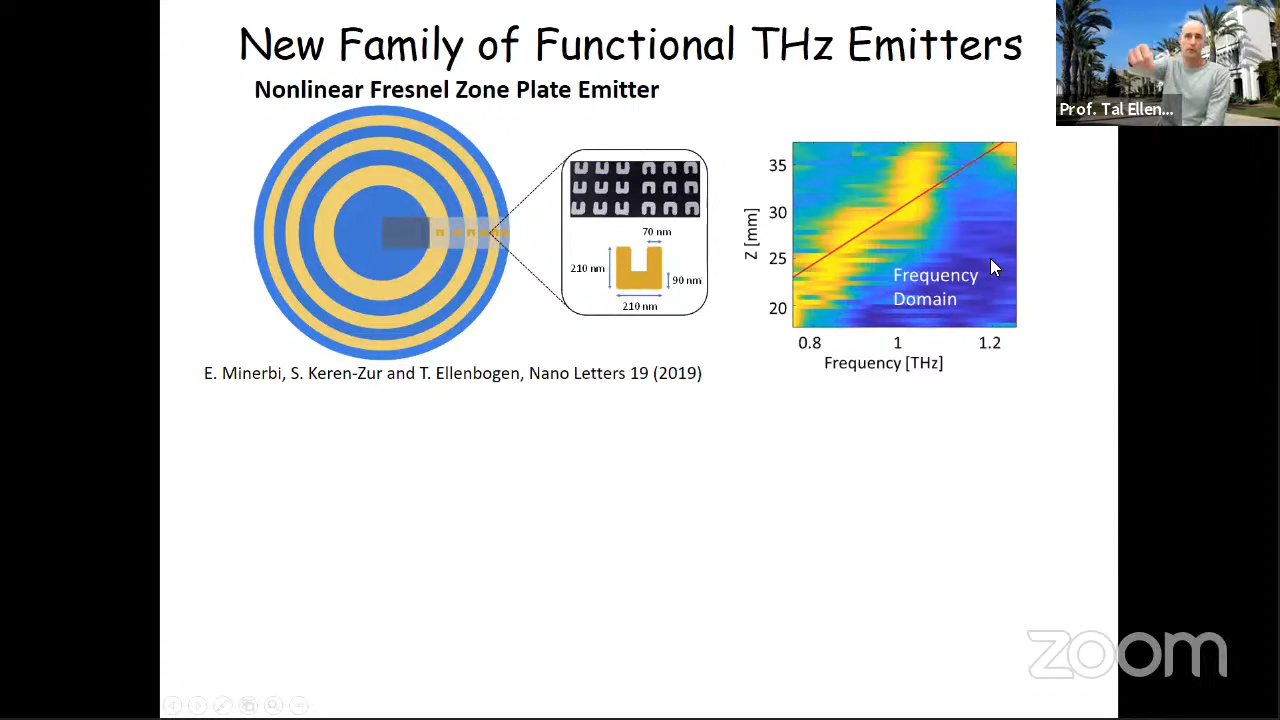 New Family of Functional THz Emitters
Nonlinear Fresnel Zone Plate Emitter
Prof. Tal Ellen...
70 nm
210 nm
90 nm
210 nm
Z [mm]
35
30
25
20
Frequency
Domain
0.8
1
1.2
Frequency [THz]
E. Minerbi, S. Keren-Zur and T. Ellenbogen, Nano Letters 19 (2019)
zoom